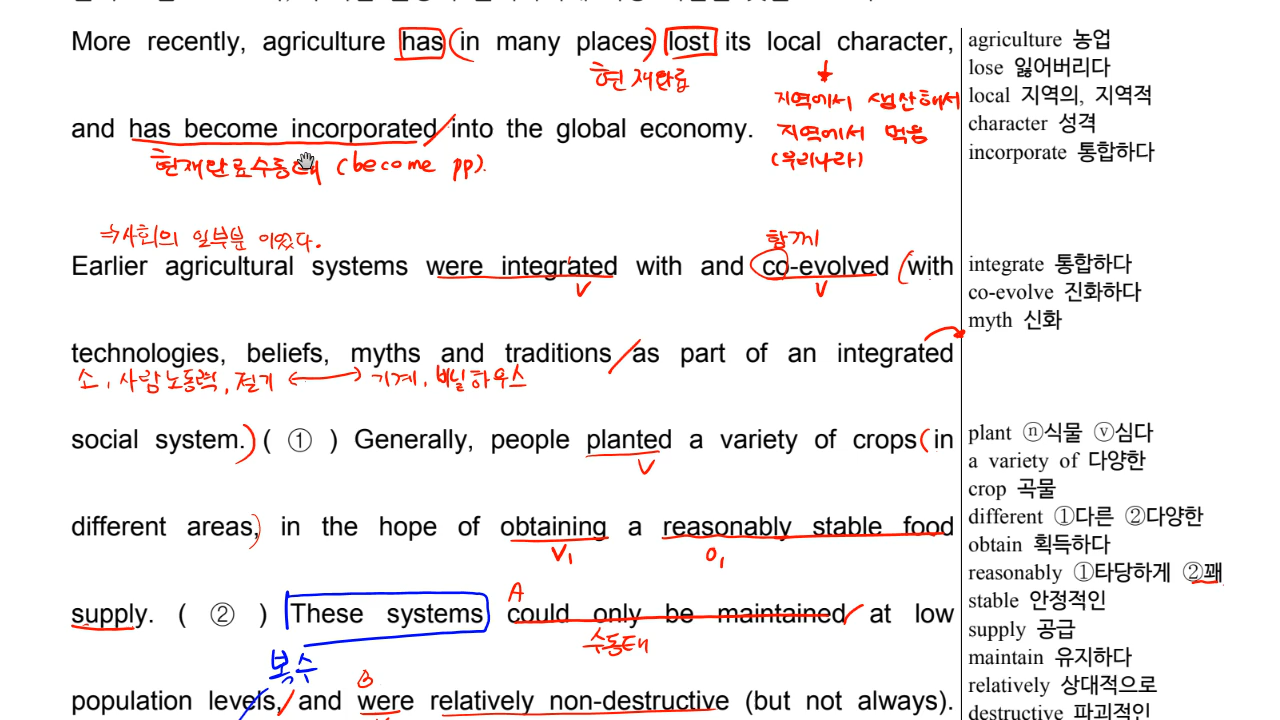 More recently, agriculture has (in many places) lost its local character,
현재완료
지역에서 생산해서
and has become incorporated into the global economy.
지역에서 먹음
(우리나라)
현재완료수동태 (become pp).
⇒사회의 일부분 이었다.
함께
Earlier agricultural systems were integrated with and co-evolved (with
V V
technologies, beliefs, myths and traditions as part of an integrated
소, 사람노동력, 절기 ↔ 기계, 비닐하우스
social system.) ( ① ) Generally, people planted a variety of crops (in
V
different areas,) in the hope of obtaining a reasonably stable food
V1 O1
A
supply. ( ② ) These systems could only be maintained at low
수동태
복수
B
population levels, and were relatively non-destructive (but not always).
agriculture 농업
lose 잃어버리다
local 지역의, 지역적
character 성격
incorporate 통합하다
integrate 통합하다
co-evolve 진화하다
myth 신화
plant ⓝ식물 ⓥ심다
a variety of 다양한
crop 곡물
different ①다른 ②다양한
obtain 획득하다
reasonably ①타당하게 ②꽤
stable 안정적인
supply 공급
maintain 유지하다
relatively 상대적으로
destructive 파괴적인